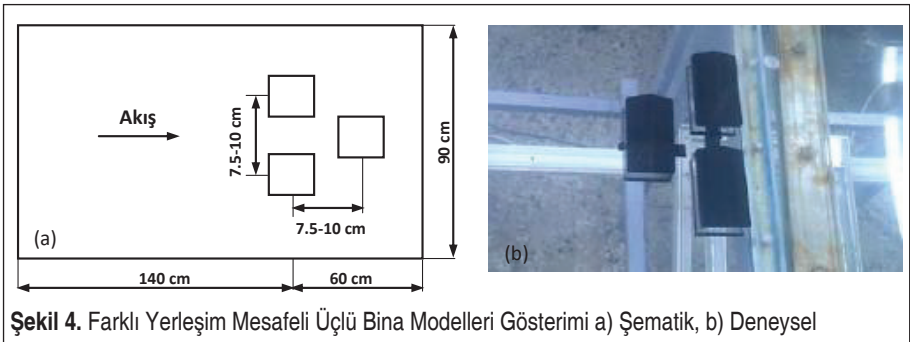 Akış
7.5-10 cm
7.5-10 cm
90 cm
(a)
140 cm
60 cm
(b)
Şekil 4. Farklı Yerleşim Mesafeli Üçlü Bina Modelleri Gösterimi a) Şematik, b) Deneysel